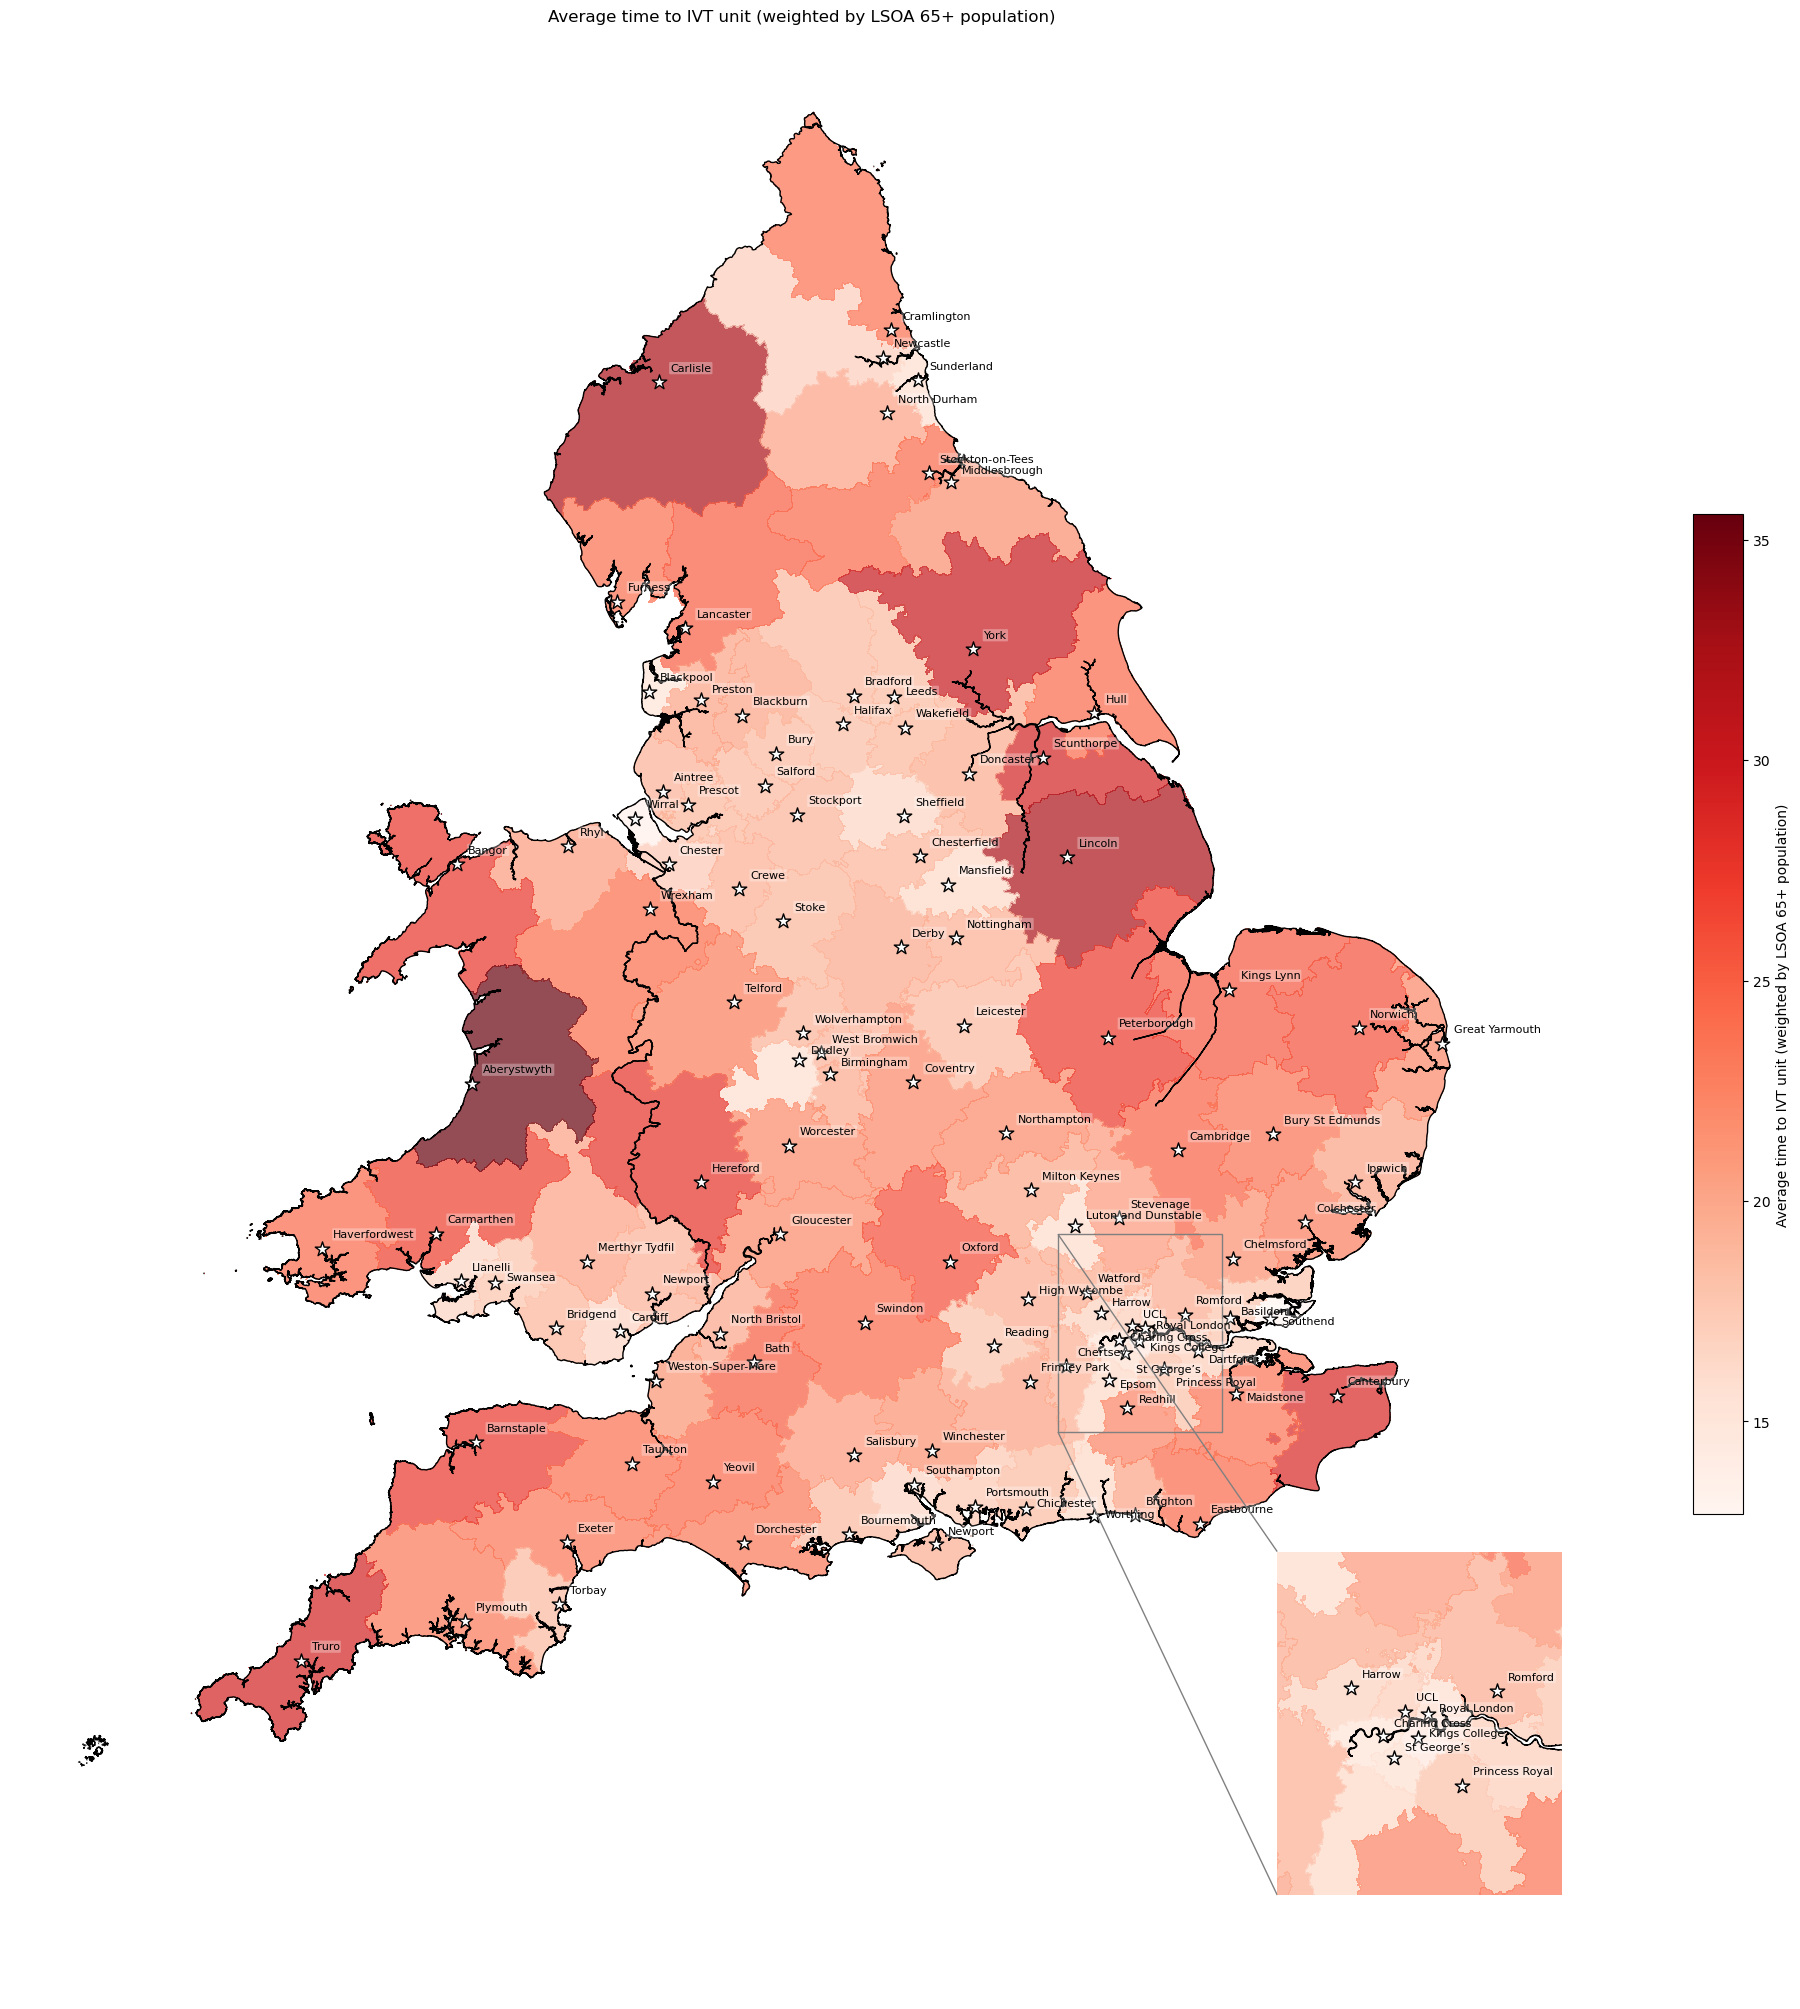 Average time to IVT unit (weighted by LSOA 65+ population)
Cramlington
Newcastle
Sunderland
Carlisle
North Durham
Stockton-on-Tees
Middlesbrough
Furness
Lancaster
York
Blackpool
Preston
Blackburn
Bradford
Leeds
Halifax
Wakefield
Hull
Bury
Scunthorpe
Doncaster
Salford
Aintree
Prescot
Wirral
Stockport
Sheffield
Rhyl
Bangor
Chester
Chesterfield
Lincoln
Crewe
Mansfield
Wrexham
Stoke
Derby
Nottingham
Kings Lynn
Telford
Wolverhampton
Leicester
Peterborough
Norwich
Great Yarmouth
West Bromwich
Dudley
Birmingham
Aberystwyth
Coventry
Northampton
Bury St Edmunds
Worcester
Cambridge
Hereford
Milton Keynes
Ipswich
Stevenage
Luton and Dunstable
Colchester
Carmarthen
Gloucester
Haverfordwest
Merthyr Tydfil
Oxford
Chelmsford
Llanelli
Swansea
Newport
High Wycombe
Watford
Harrow
Romford
Basildon
Southend
Bridgend
Cardiff
North Bristol
Swindon
Reading
UCL
Royal London
Charing Cross
Kings College
Bath
Weston-Super-Mare
Chertsey
Dartford
Frimley Park
St George’s
Princess Royal
Epsom
Maidstone
Canterbury
Redhill
Barnstaple
Taunton
Salisbury
Winchester
Yeovil
Southampton
Portsmouth
Chichester
Worthing
Brighton
Eastbourne
Exeter
Dorchester
Bournemouth
Newport
Torbay
Plymouth
Truro
Harrow
Romford
UCL
Royal London
Charing Cross
Kings College
St George’s
Princess Royal
35
30
25
20
15
Average time to IVT unit (weighted by LSOA 65+ population)